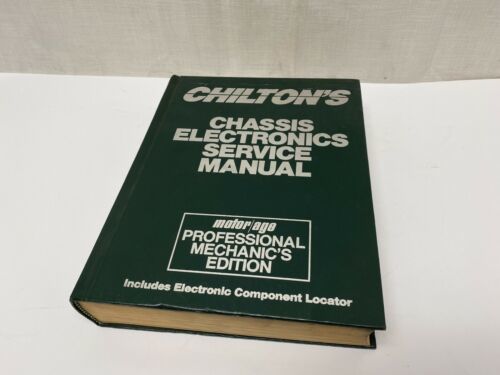 CHILTON'S
CHASSIS
ELECTRONICS
SERVICE
MANUAL
motor/age
PROFESSIONAL
MECHANIC'S
EDITION
Includes Electronic Component Locator